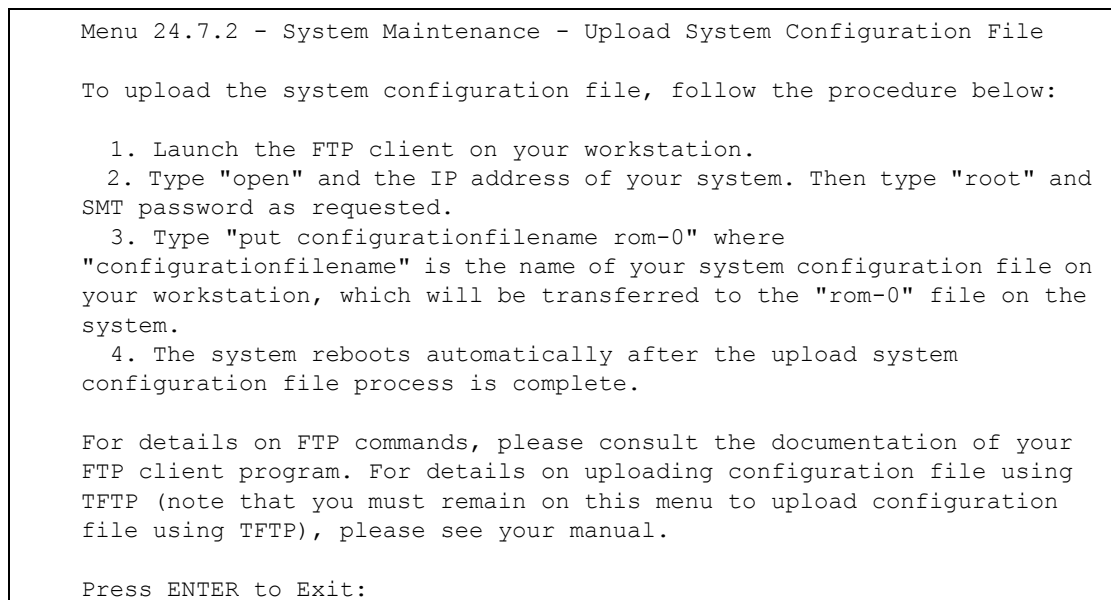 Menu 24.7.2 - System Maintenance - Upload System Configuration File
To upload the system configuration file, follow the procedure below:
1. Launch the FTP client on your workstation.
2. Type "open" and the IP address of your system. Then type "root" and
SMT password as requested.
3. Type "put configurationfilename rom-0" where
"configurationfilename" is the name of your system configuration file on
your workstation, which will be transferred to the "rom-0" file on the
system.
4. The system reboots automatically after the upload system
configuration file process is complete.
For details on FTP commands, please consult the documentation of your
FTP client program. For details on uploading configuration file using
TFTP (note that you must remain on this menu to upload configuration
file using TFTP), please see your manual.
Press ENTER to Exit: